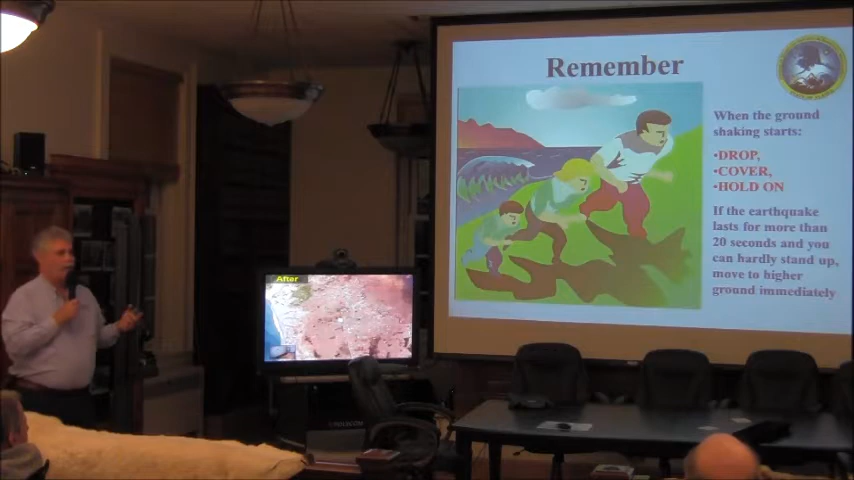 Remember
When the ground
shaking starts:
•DROP,
•COVER,
•HOLD ON
If the earthquake
lasts for more than
20 seconds and you
can hardly stand up,
move to higher
ground immediately
After
POLYCOM